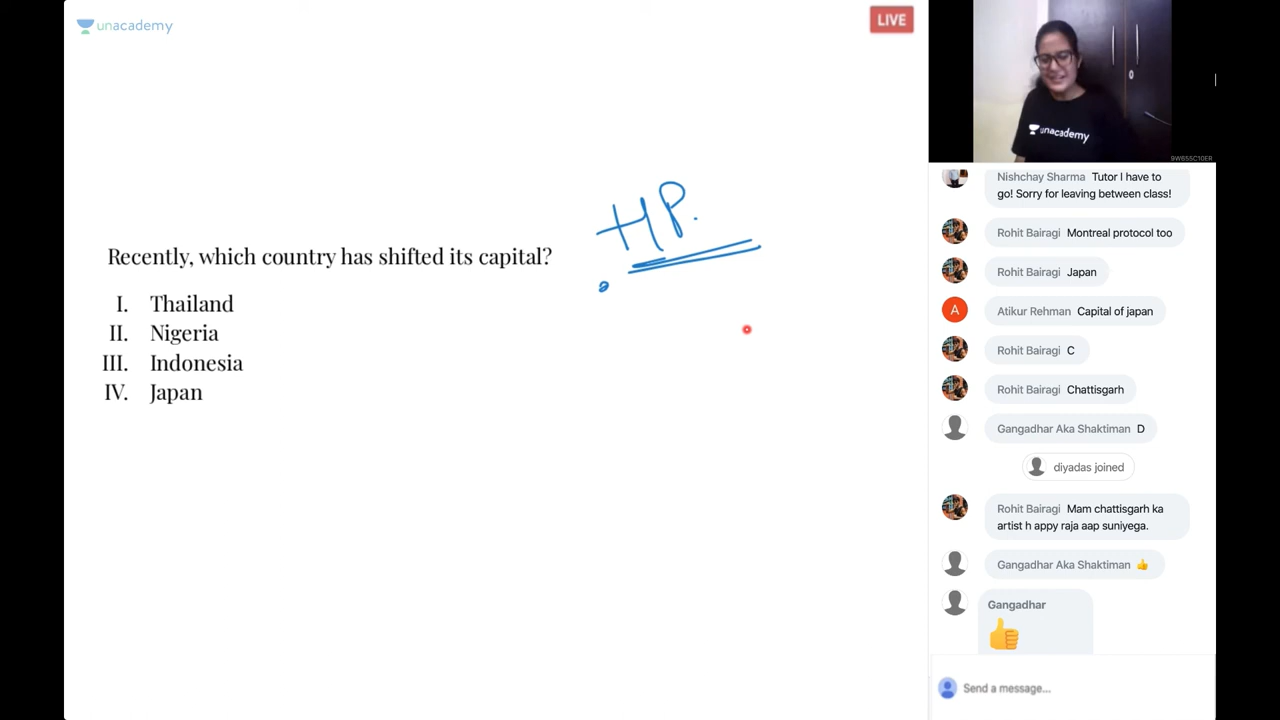 unacademy
LIVE
HP.
Recently, which country has shifted its capital?
I. Thailand
II. Nigeria
III. Indonesia
IV. Japan
unacademy
9W655C10ER
Nishchay Sharma Tutor I have to
go! Sorry for leaving between class!
Rohit Bairagi Montreal protocol too
Rohit Bairagi Japan
A
Atikur Rehman Capital of japan
Rohit Bairagi C
Rohit Bairagi Chattisgarh
Gangadhar Aka Shaktiman D
diyadas joined
Rohit Bairagi Mam chattisgarh ka
artist h appy raja aap suniyega.
Gangadhar Aka Shaktiman 👍
Gangadhar
👍
Send a message...